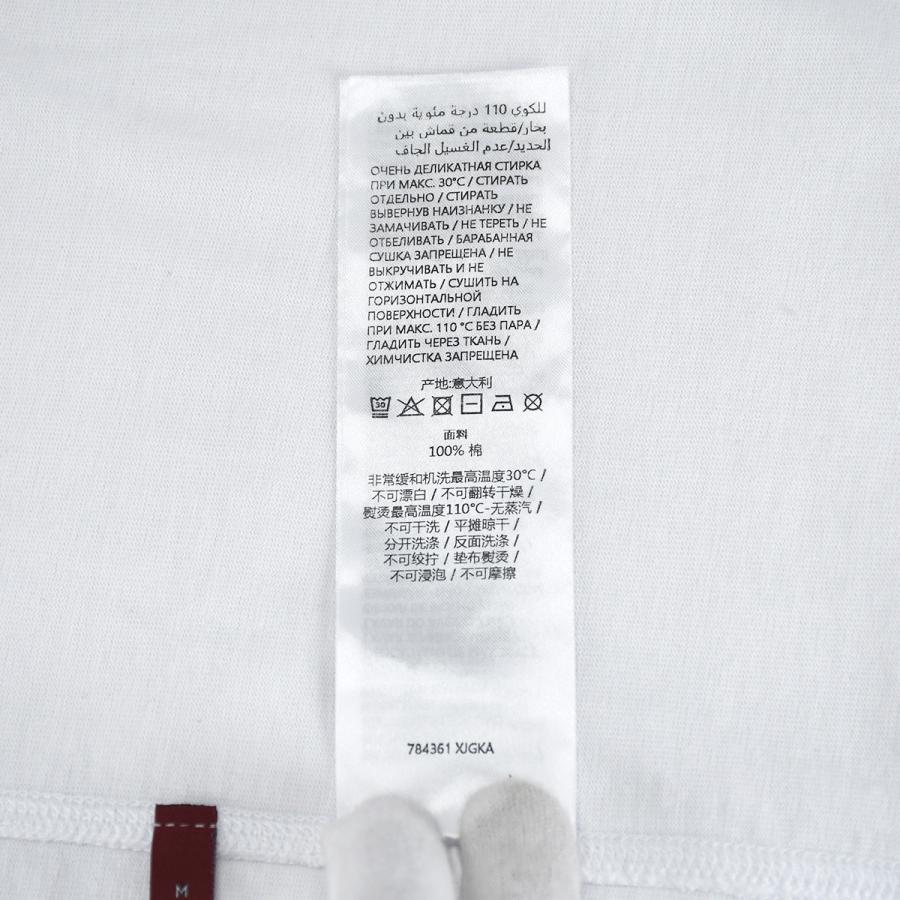 للكوي 110 درجة مئوية بدون
بخار/قطعة من قماش بين
الحديد/عدم الغسيل الجاف
ОЧЕНЬ ДЕЛИКАТНАЯ СТИРКА
ПРИ МАКС. 30°C / СТИРАТЬ
ОТДЕЛЬНО / СТИРАТЬ
ВЫВЕРНУВ НАИЗНАНКУ / НЕ
ЗАМАЧИВАТЬ / НЕ ТЕРЕТЬ / НЕ
ОТБЕЛИВАТЬ / БАРАБАННАЯ
СУШКА ЗАПРЕЩЕНА / НЕ
ВЫКРУЧИВАТЬ И НЕ
ОТЖИМАТЬ / СУШИТЬ НА
ГОРИЗОНТАЛЬНОЙ
ПОВЕРХНОСТИ / ГЛАДИТЬ
ПРИ МАКС. 110 °C БЕЗ ПАРА /
ГЛАДИТЬ ЧЕРЕЗ ТКАНЬ /
ХИМЧИСТКА ЗАПРЕЩЕНА
产地:意大利
30
面料
100% 棉
非常缓和机洗最高温度30°C /
不可漂白 / 不可翻转干燥 /
熨烫最高温度110°C-无蒸汽 /
不可干洗 / 平摊晾干 /
分开洗涤 / 反面洗涤 /
不可绞拧 / 垫布熨烫 /
不可浸泡 / 不可摩擦
784361 XJGKA
M